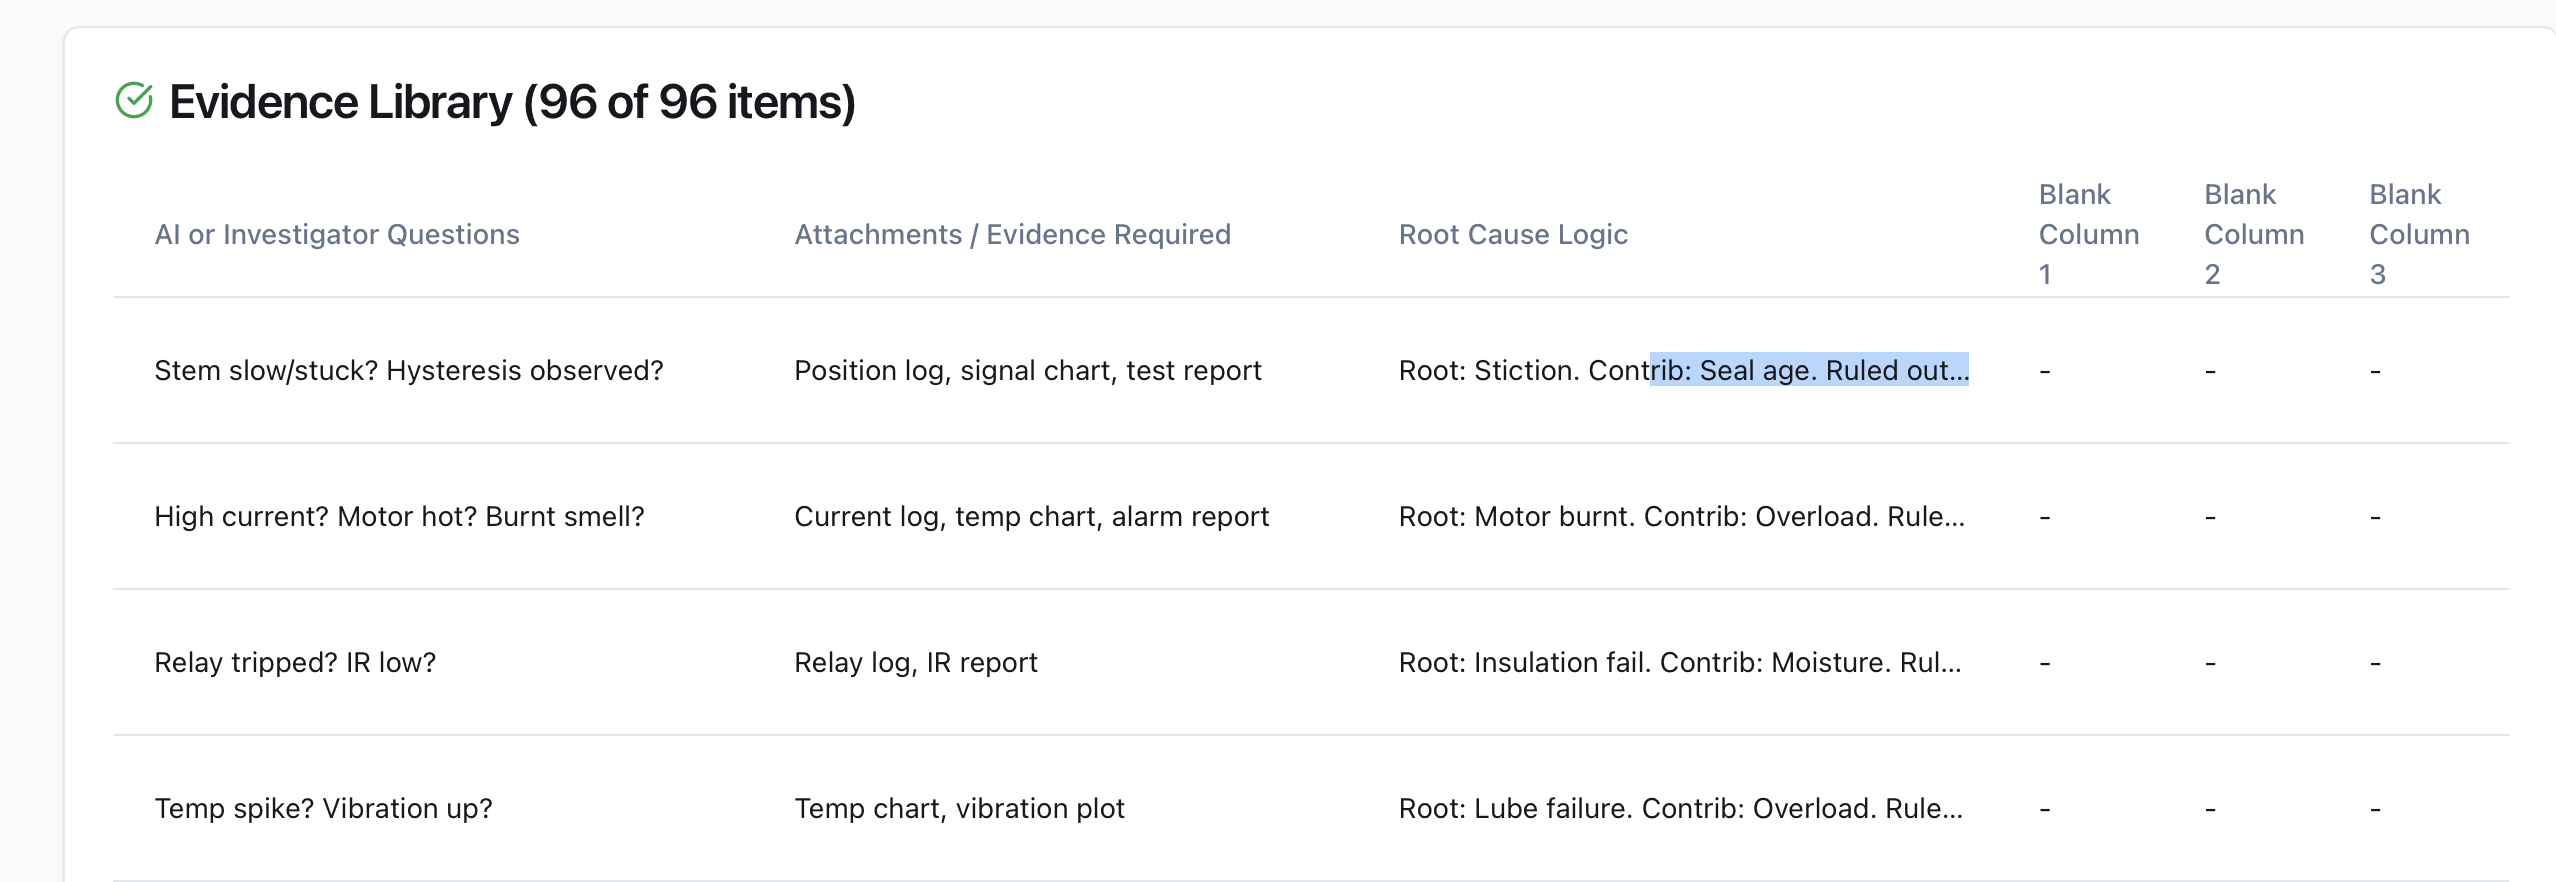 Evidence Library (96 of 96 items)
AI or Investigator Questions
Attachments / Evidence Required
Root Cause Logic
Blank Column 1
Blank Column 2
Blank Column 3
Stem slow/stuck? Hysteresis observed?
Position log, signal chart, test report
Root: Stiction. Contrib: Seal age. Ruled out...
-
-
-
High current? Motor hot? Burnt smell?
Current log, temp chart, alarm report
Root: Motor burnt. Contrib: Overload. Rule...
-
-
-
Relay tripped? IR low?
Relay log, IR report
Root: Insulation fail. Contrib: Moisture. Rul...
-
-
-
Temp spike? Vibration up?
Temp chart, vibration plot
Root: Lube failure. Contrib: Overload. Rule...
-
-
-